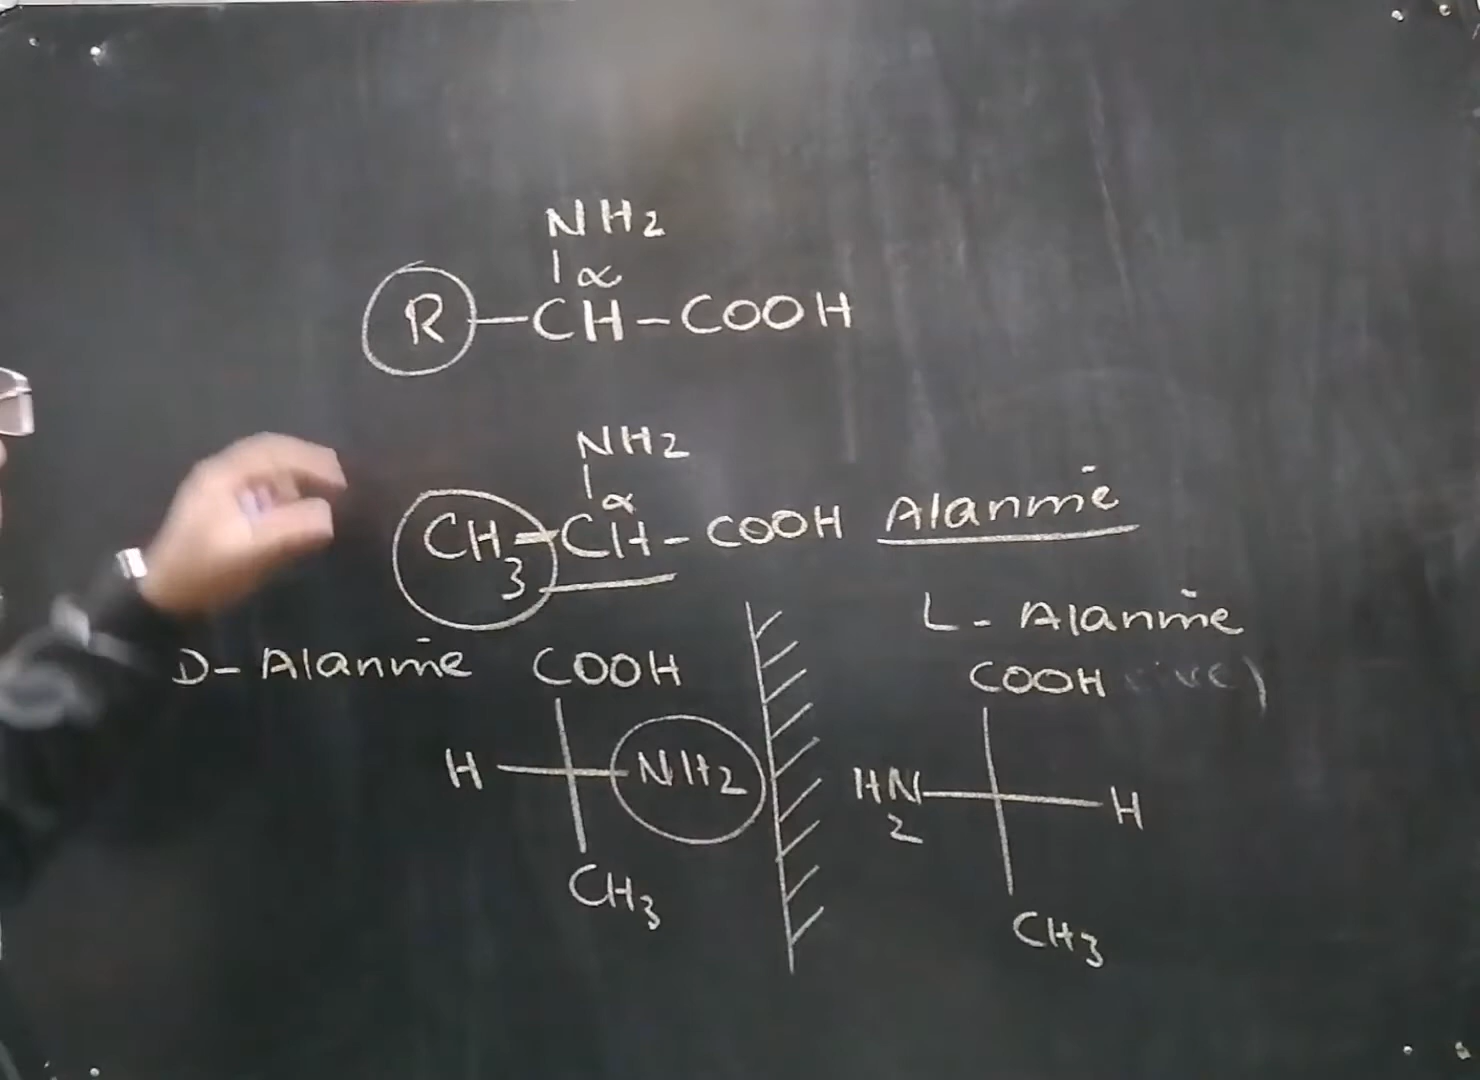 NH2
α
R-CH-COOH
NH2
α
CH3-CH-COOH Alanine
L- Alanine
D- Alanine COOH
COOH
H NH2
H2N H
CH3
CH3